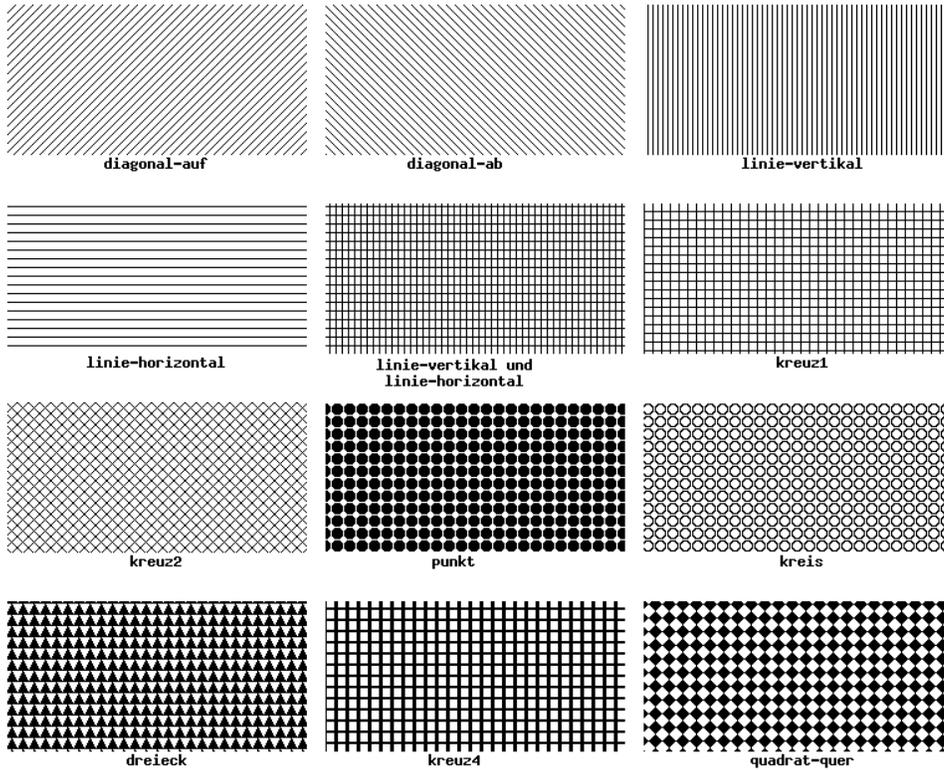 diagonal-auf
diagonal-ab
linie-vertikal
linie-horizontal
linie-vertikal und
linie-horizontal
kreuz1
kreuz2
punkt
kreis
dreieck
kreuz4
quadrat-quer